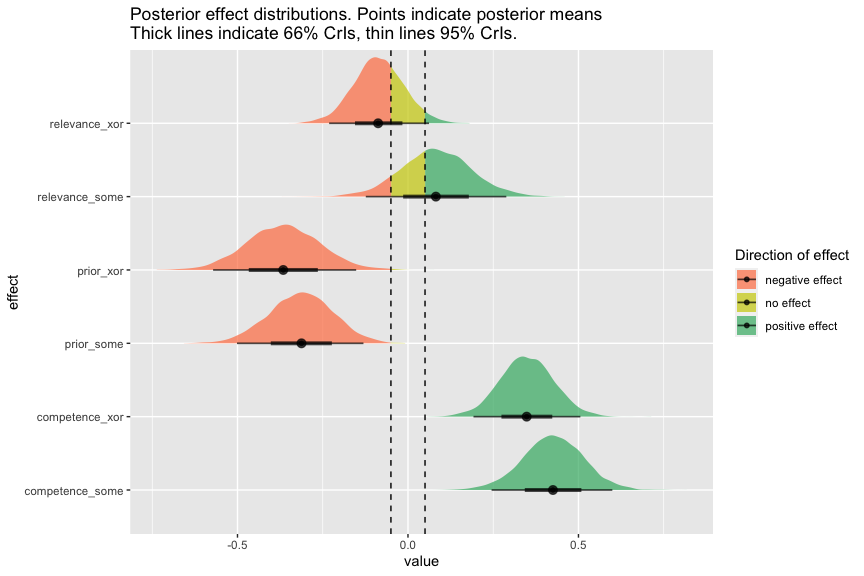 Posterior effect distributions. Points indicate posterior means
Thick lines indicate 66% CrIs, thin lines 95% CrIs.
effect
relevance_xor
relevance_some
prior_xor
prior_some
competence_xor
competence_some
-0.5
0.0
0.5
value
Direction of effect
negative effect
no effect
positive effect